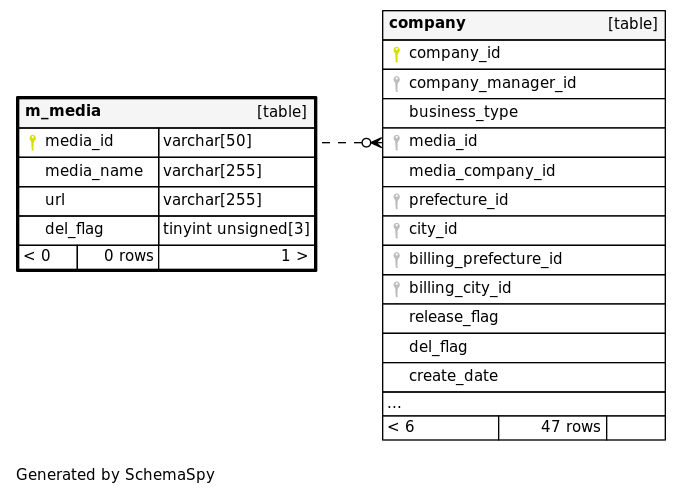 m_media [table]
media_id varchar[50]
media_name varchar[255]
url varchar[255]
del_flag tinyint unsigned[3]
< 0 0 rows 1 >
company [table]
company_id
company_manager_id
business_type
media_id
media_company_id
prefecture_id
city_id
billing_prefecture_id
billing_city_id
release_flag
del_flag
create_date
...
< 6 47 rows
Generated by SchemaSpy